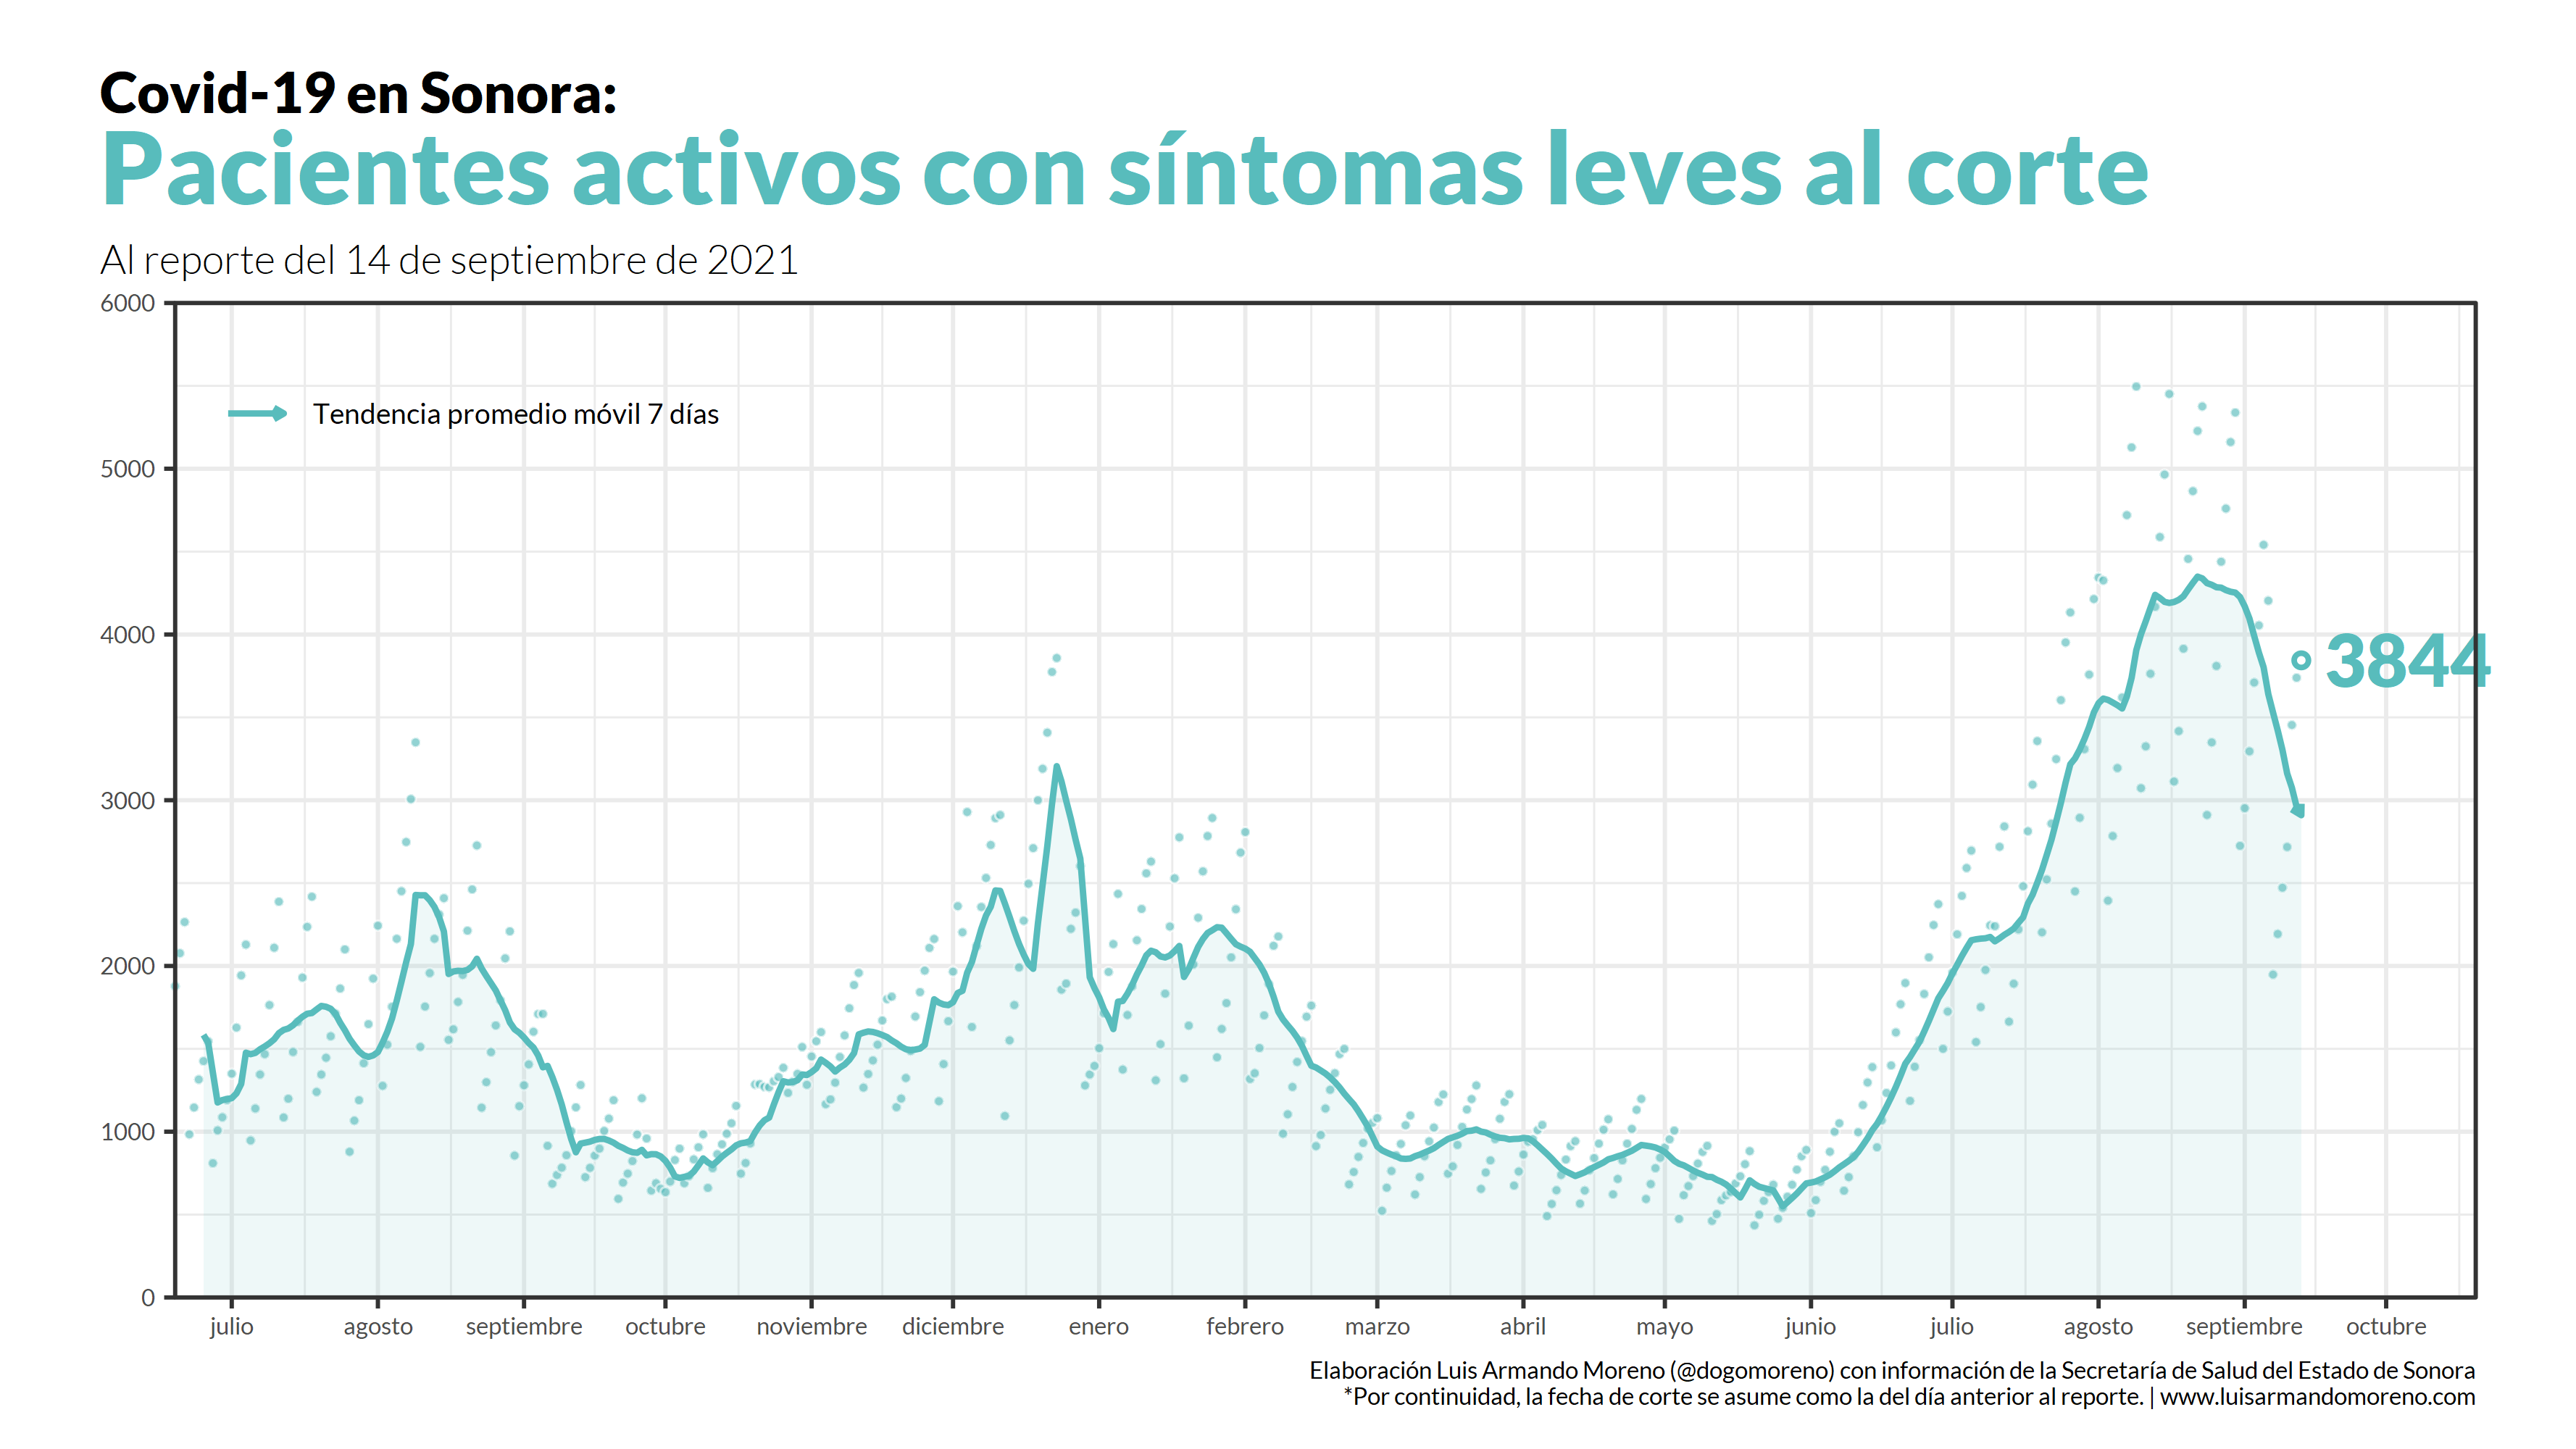 Covid-19 en Sonora:
Pacientes activos con síntomas leves al corte
Al reporte del 14 de septiembre de 2021
6000
Tendencia promedio móvil 7 días
5000
4000
3844
3000
2000
1000
0
julio agosto septiembre octubre noviembre diciembre enero febrero marzo abril mayo junio julio agosto septiembre octubre
Elaboración Luis Armando Moreno (@dogomoreno) con información de la Secretaría de Salud del Estado de Sonora
*Por continuidad, la fecha de corte se asume como la del día anterior al reporte. | www.luisarmandomoreno.com